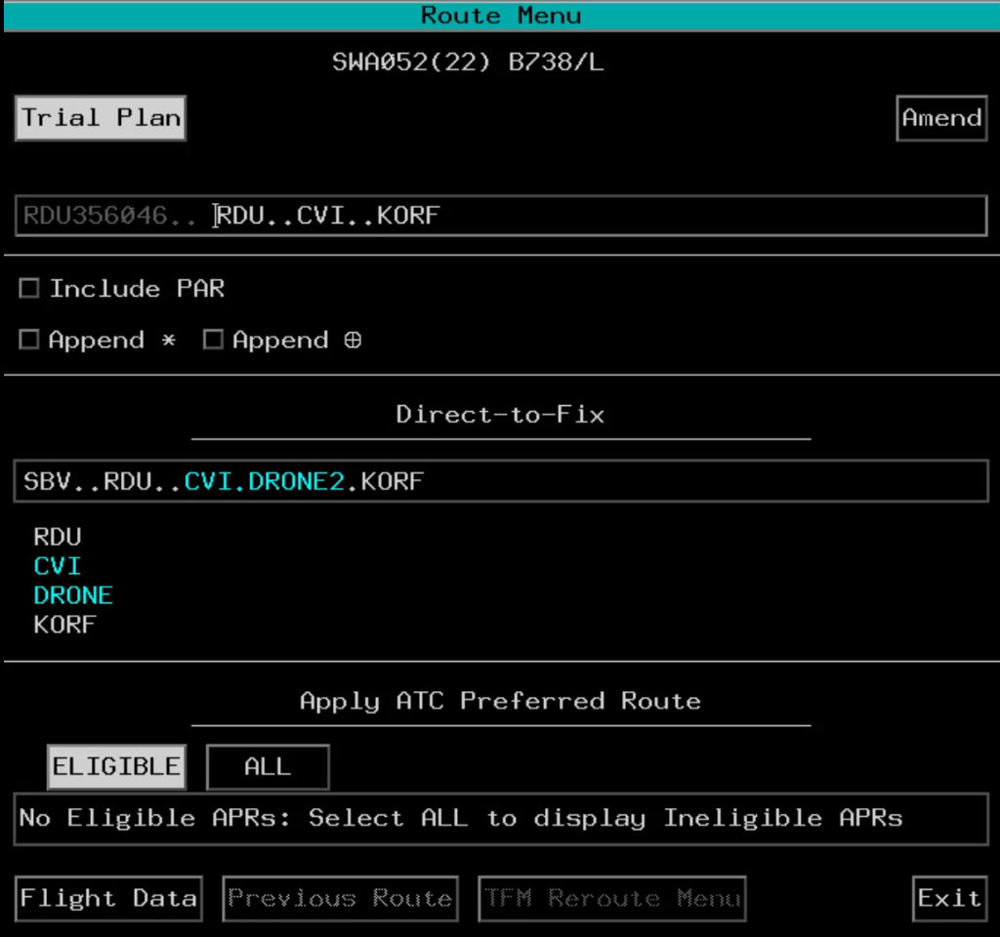 Route Menu
SWA052(22) B738/L
Trial Plan Amend
RDU356046.. RDU..CVI..KORF
Include PAR
Append * Append ⊕
Direct-to-Fix
SBV..RDU..CVI.DRONE2.KORF
RDU
CVI
DRONE
KORF
Apply ATC Preferred Route
ELIGIBLE ALL
No Eligible APRs: Select ALL to display Ineligible APRs
Flight Data Previous Route TFM Reroute Menu Exit